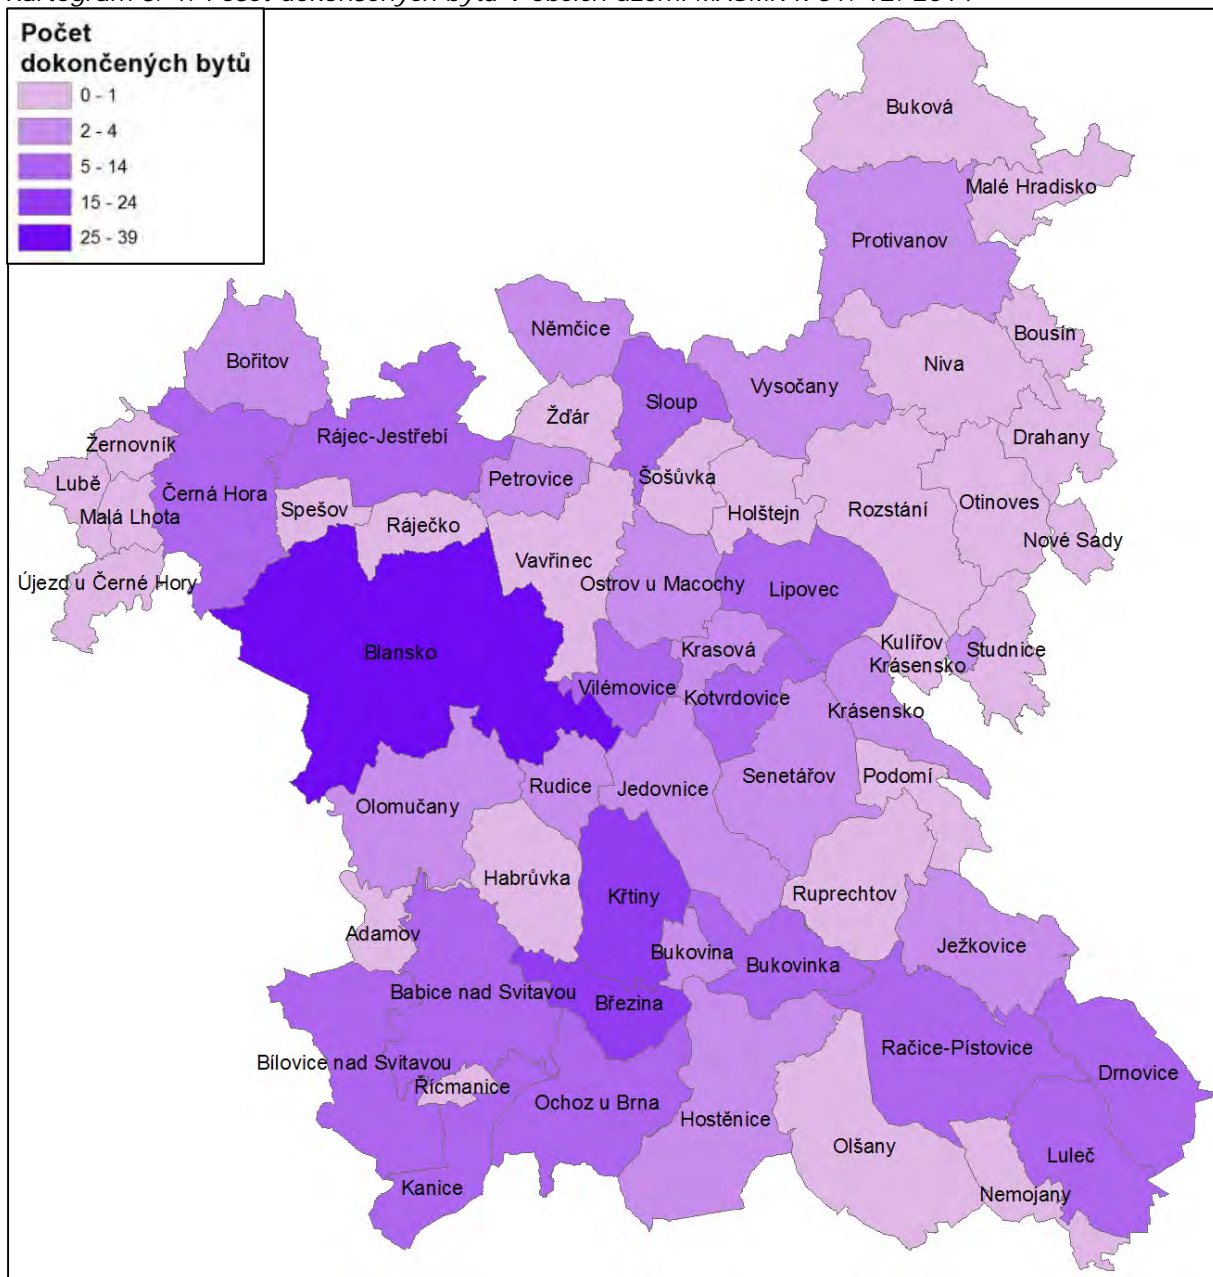 Počet
dokončených bytů
0 - 1
2 - 4
5 - 14
15 - 24
25 - 39
Buková
Malé Hradisko
Protivanov
Bousín
Němčice
Bořitov
Niva
Vysočany
Sloup
Žďár
Rájec-Jestřebí
Drahany
Žernovník
Petrovice
Šošůvka
Lubě
Černá Hora
Otinoves
Spešov
Rozstání
Malá Lhota
Holštejn
Ráječko
Nové Sady
Vavřinec
Újezd u Černé Hory
Ostrov u Macochy
Lipovec
Kulířov
Studnice
Blansko
Krasová
Krásensko
Vilémovice
Kotvrdovice
Krásensko
Podomí
Senetářov
Rudice
Jedovnice
Olomučany
Habrůvka
Ruprechtov
Křtiny
Adamov
Ježkovice
Bukovina
Bukovinka
Babice nad Svitavou
Březina
Račice-Pístovice
Bílovice nad Svitavou
Drnovice
Řícmanice
Ochoz u Brna
Hostěnice
Olšany
Luleč
Kanice
Nemojany